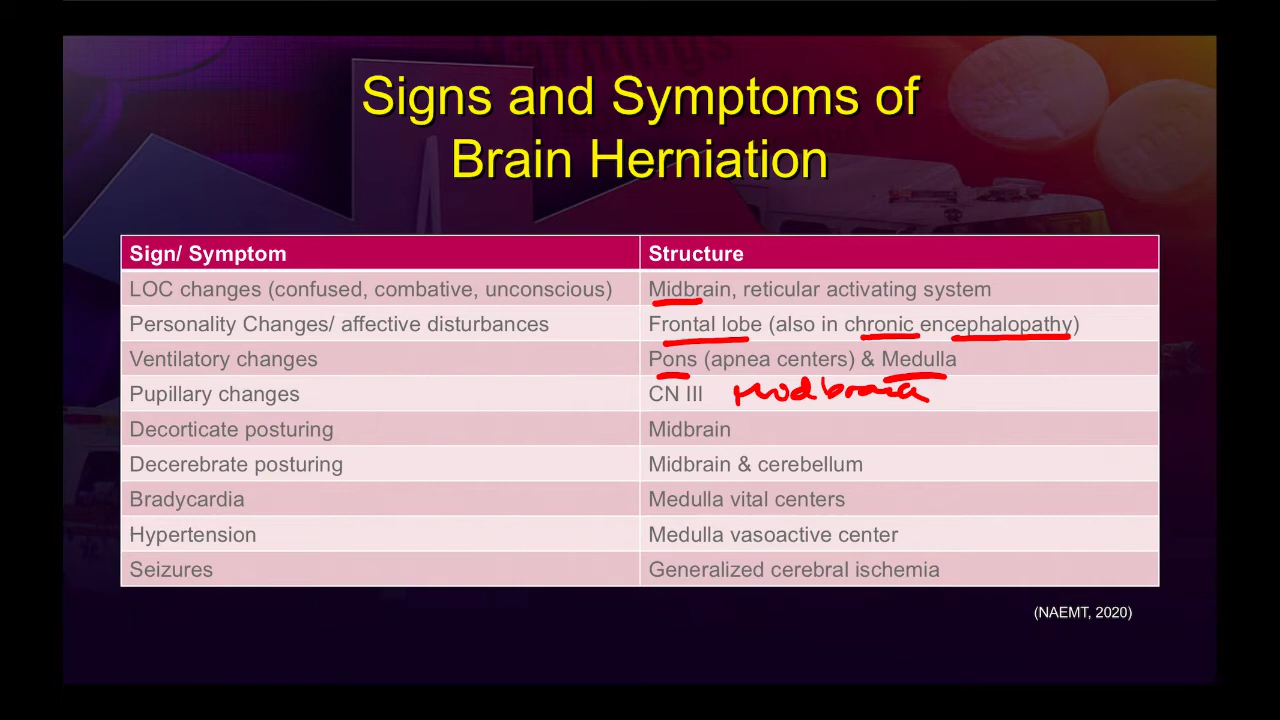 Signs and Symptoms of
Brain Herniation
Sign/ Symptom Structure
LOC changes (confused, combative, unconscious) Midbrain, reticular activating system
Personality Changes/ affective disturbances Frontal lobe (also in chronic encephalopathy)
Ventilatory changes Pons (apnea centers) & Medulla
Pupillary changes CN III Midbrain
Decorticate posturing Midbrain
Decerebrate posturing Midbrain & cerebellum
Bradycardia Medulla vital centers
Hypertension Medulla vasoactive center
Seizures Generalized cerebral ischemia
(NAEMT, 2020)